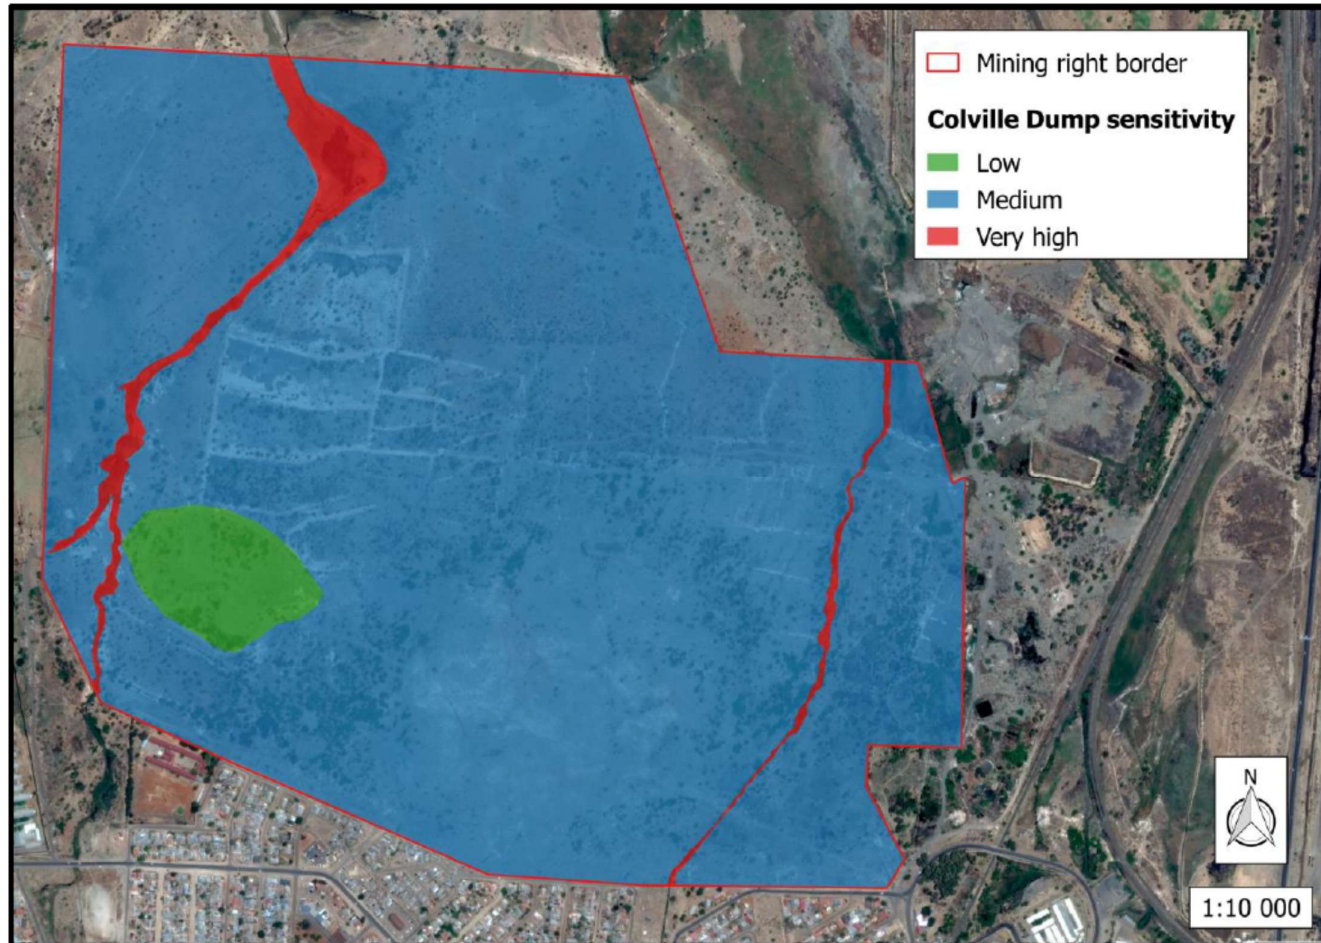 Mining right border
Colville Dump sensitivity
Low
Medium
Very high
N
1:10 000